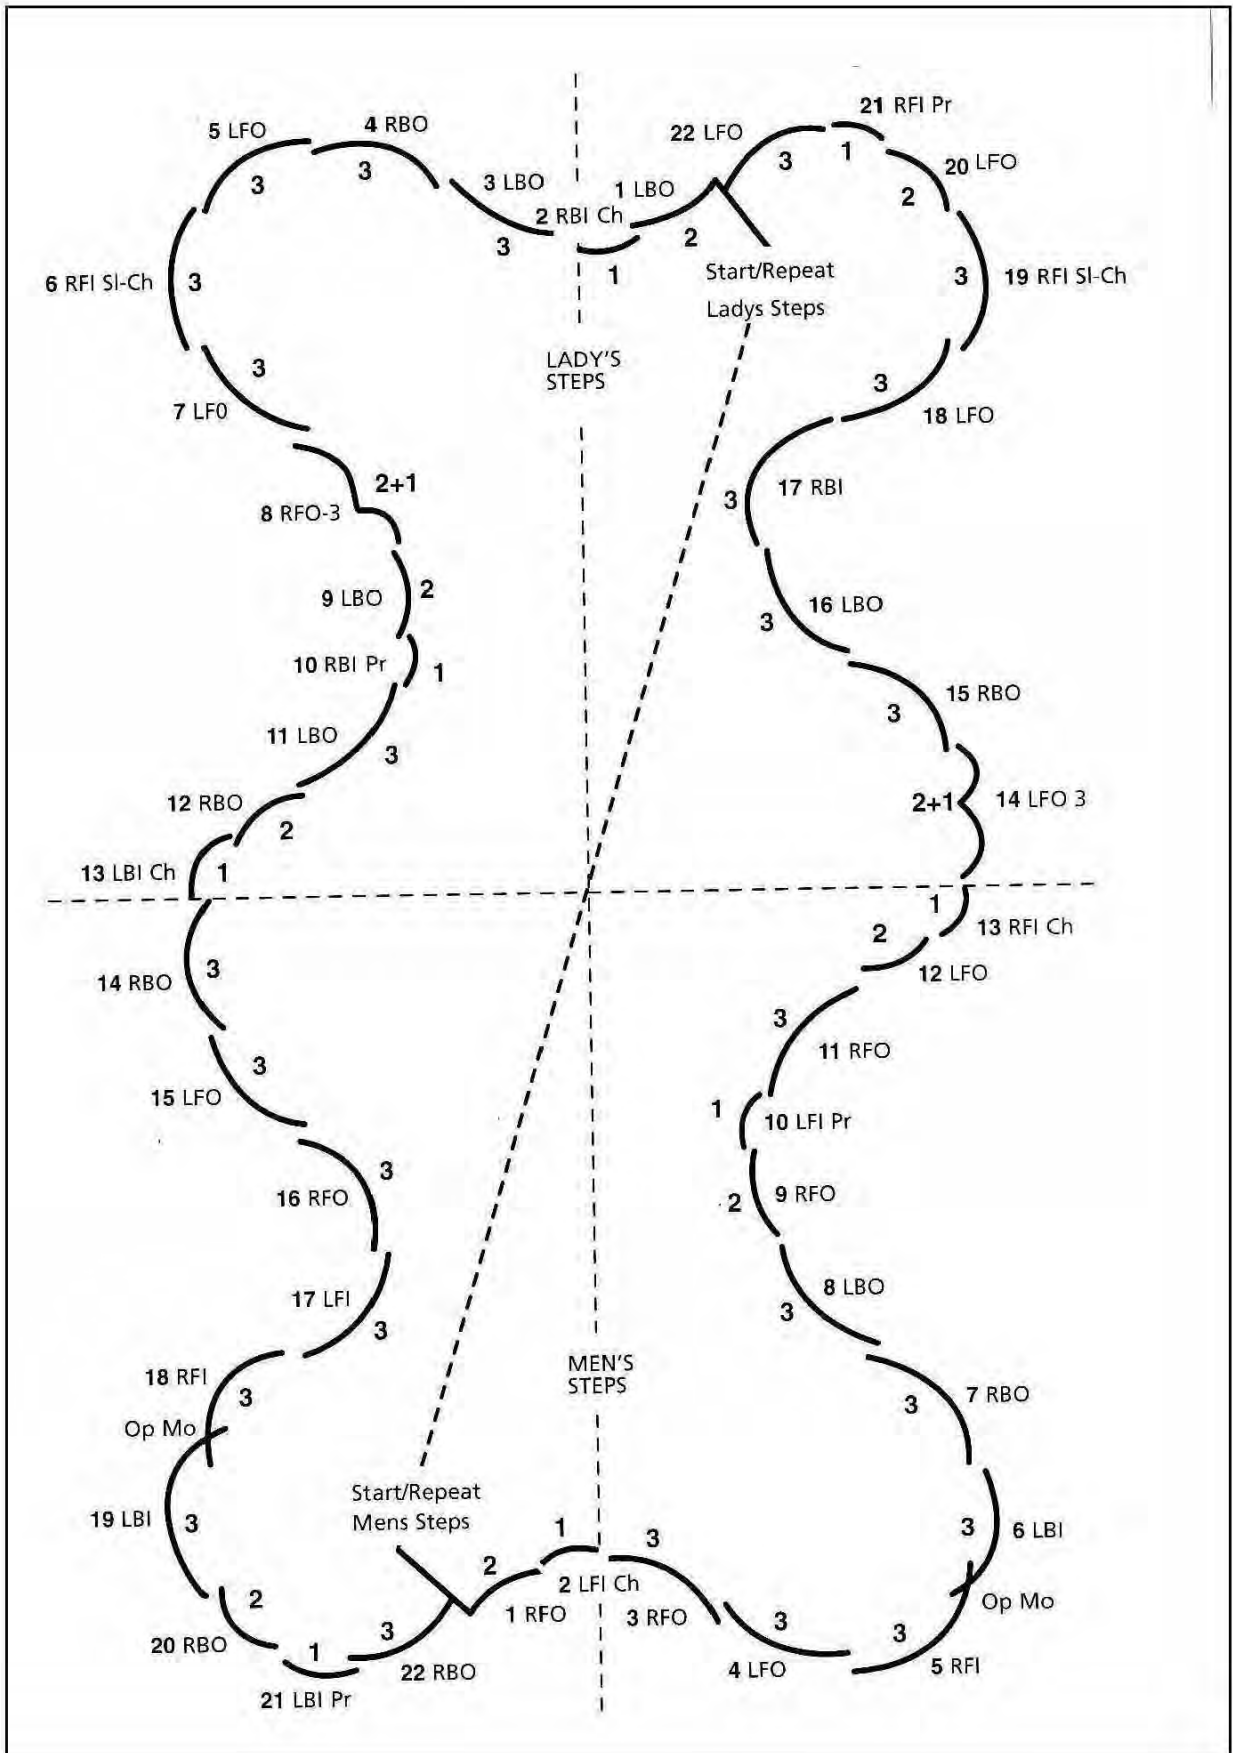 21 RFI Pr
5 LFO
4 RBO
22 LFO
3
1
20 LFO
3
3
3 LBO
1 LBO
2
2 RBI Ch
3
2
1
6 RFI Sl-Ch
3
Start/Repeat
Ladys Steps
3
19 RFI Sl-Ch
LADY'S
STEPS
3
7 LFO
3
18 LFO
2+1
8 RFO-3
3
17 RBI
9 LBO
2
3
16 LBO
10 RBI Pr
1
15 RBO
3
11 LBO
3
12 RBO
2
2+1
14 LFO 3
13 LBI Ch
1
1
13 RFI Ch
2
12 LFO
14 RBO
3
3
11 RFO
15 LFO
3
1
10 LFI Pr
16 RFO
3
2
9 RFO
17 LFI
3
8 LBO
3
18 RFI
3
MEN'S
STEPS
7 RBO
3
Op Mo
19 LBI
3
Start/Repeat
Mens Steps
1
3
3
6 LBI
2
2
2 LFI Ch
Op Mo
20 RBO
1
3
1 RFO
3 RFO
3
3
22 RBO
4 LFO
5 RFI
21 LBI Pr